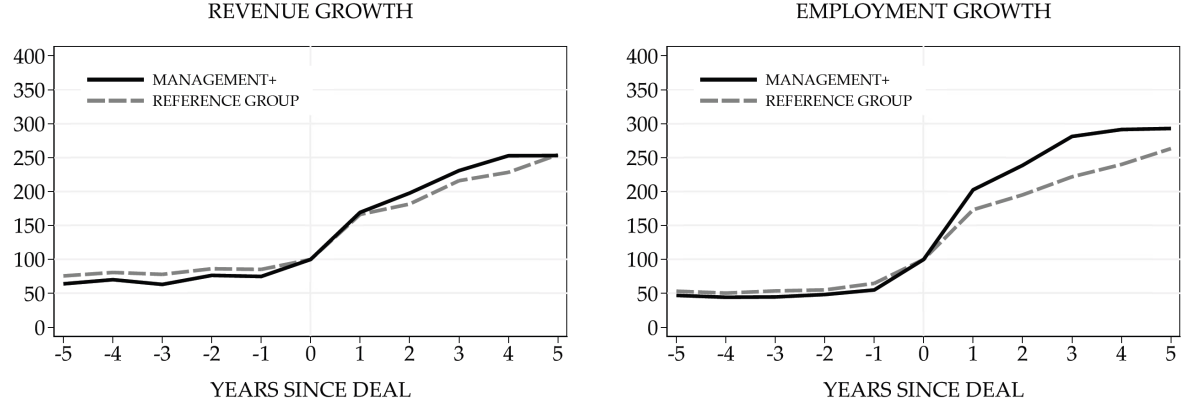 REVENUE GROWTH
400
350
300
250
200
150
100
50
0
MANAGEMENT+
REFERENCE GROUP
-5 -4 -3 -2 -1 0 1 2 3 4 5
YEARS SINCE DEAL
EMPLOYMENT GROWTH
400
350
300
250
200
150
100
50
0
MANAGEMENT+
REFERENCE GROUP
-5 -4 -3 -2 -1 0 1 2 3 4 5
YEARS SINCE DEAL